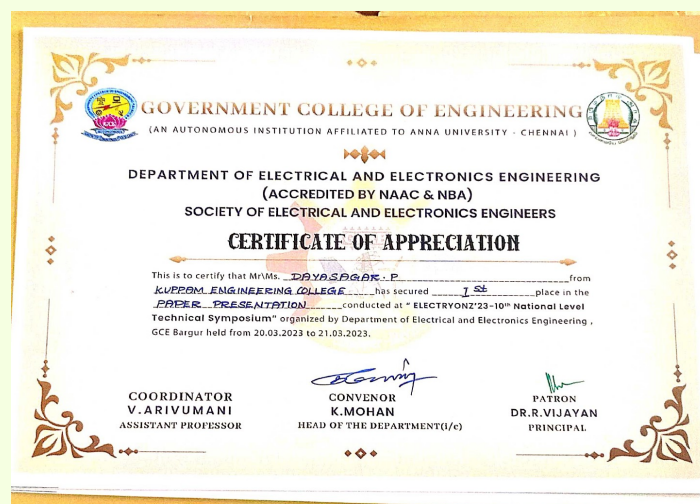 GOVERNMENT COLLEGE OF ENGINEERING
(AN AUTONOMOUS INSTITUTION AFFILIATED TO ANNA UNIVERSITY - CHENNAI )
DEPARTMENT OF ELECTRICAL AND ELECTRONICS ENGINEERING
(ACCREDITED BY NAAC & NBA)
SOCIETY OF ELECTRICAL AND ELECTRONICS ENGINEERS
CERTIFICATE OF APPRECIATION
This is to certify that Mr\Ms. DAYASAGAR. P from
KUPPAM ENGINEERING COLLEGE has secured 1st place in the
PAPER PRESENTATION conducted at " ELECTRYONZ'23-10th National Level
Technical Symposium" organized by Department of Electrical and Electronics Engineering ,
GCE Bargur held from 20.03.2023 to 21.03.2023.
COORDINATOR
V.ARIVUMANI
ASSISTANT PROFESSOR
CONVENOR
K.MOHAN
HEAD OF THE DEPARTMENT(i/c)
PATRON
DR.R.VIJAYAN
PRINCIPAL